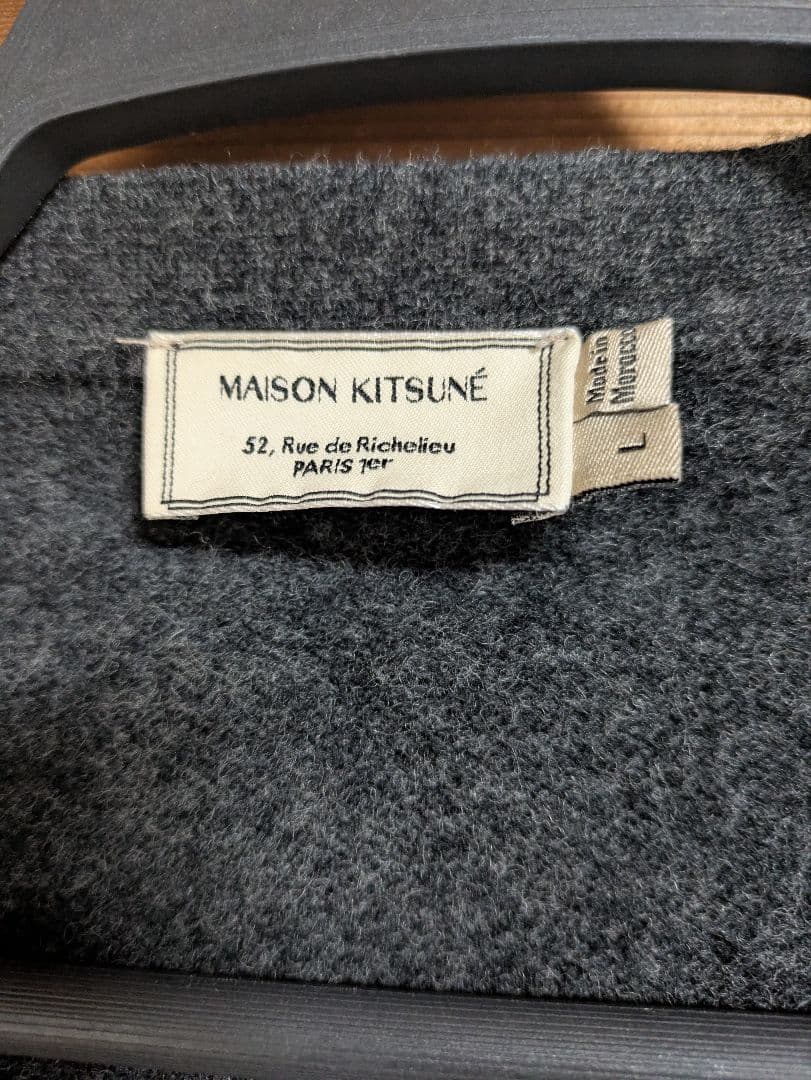 MAISON KITSUNÉ
52, Rue de Richelieu
PARIS 1er
Made in
Morocco
L